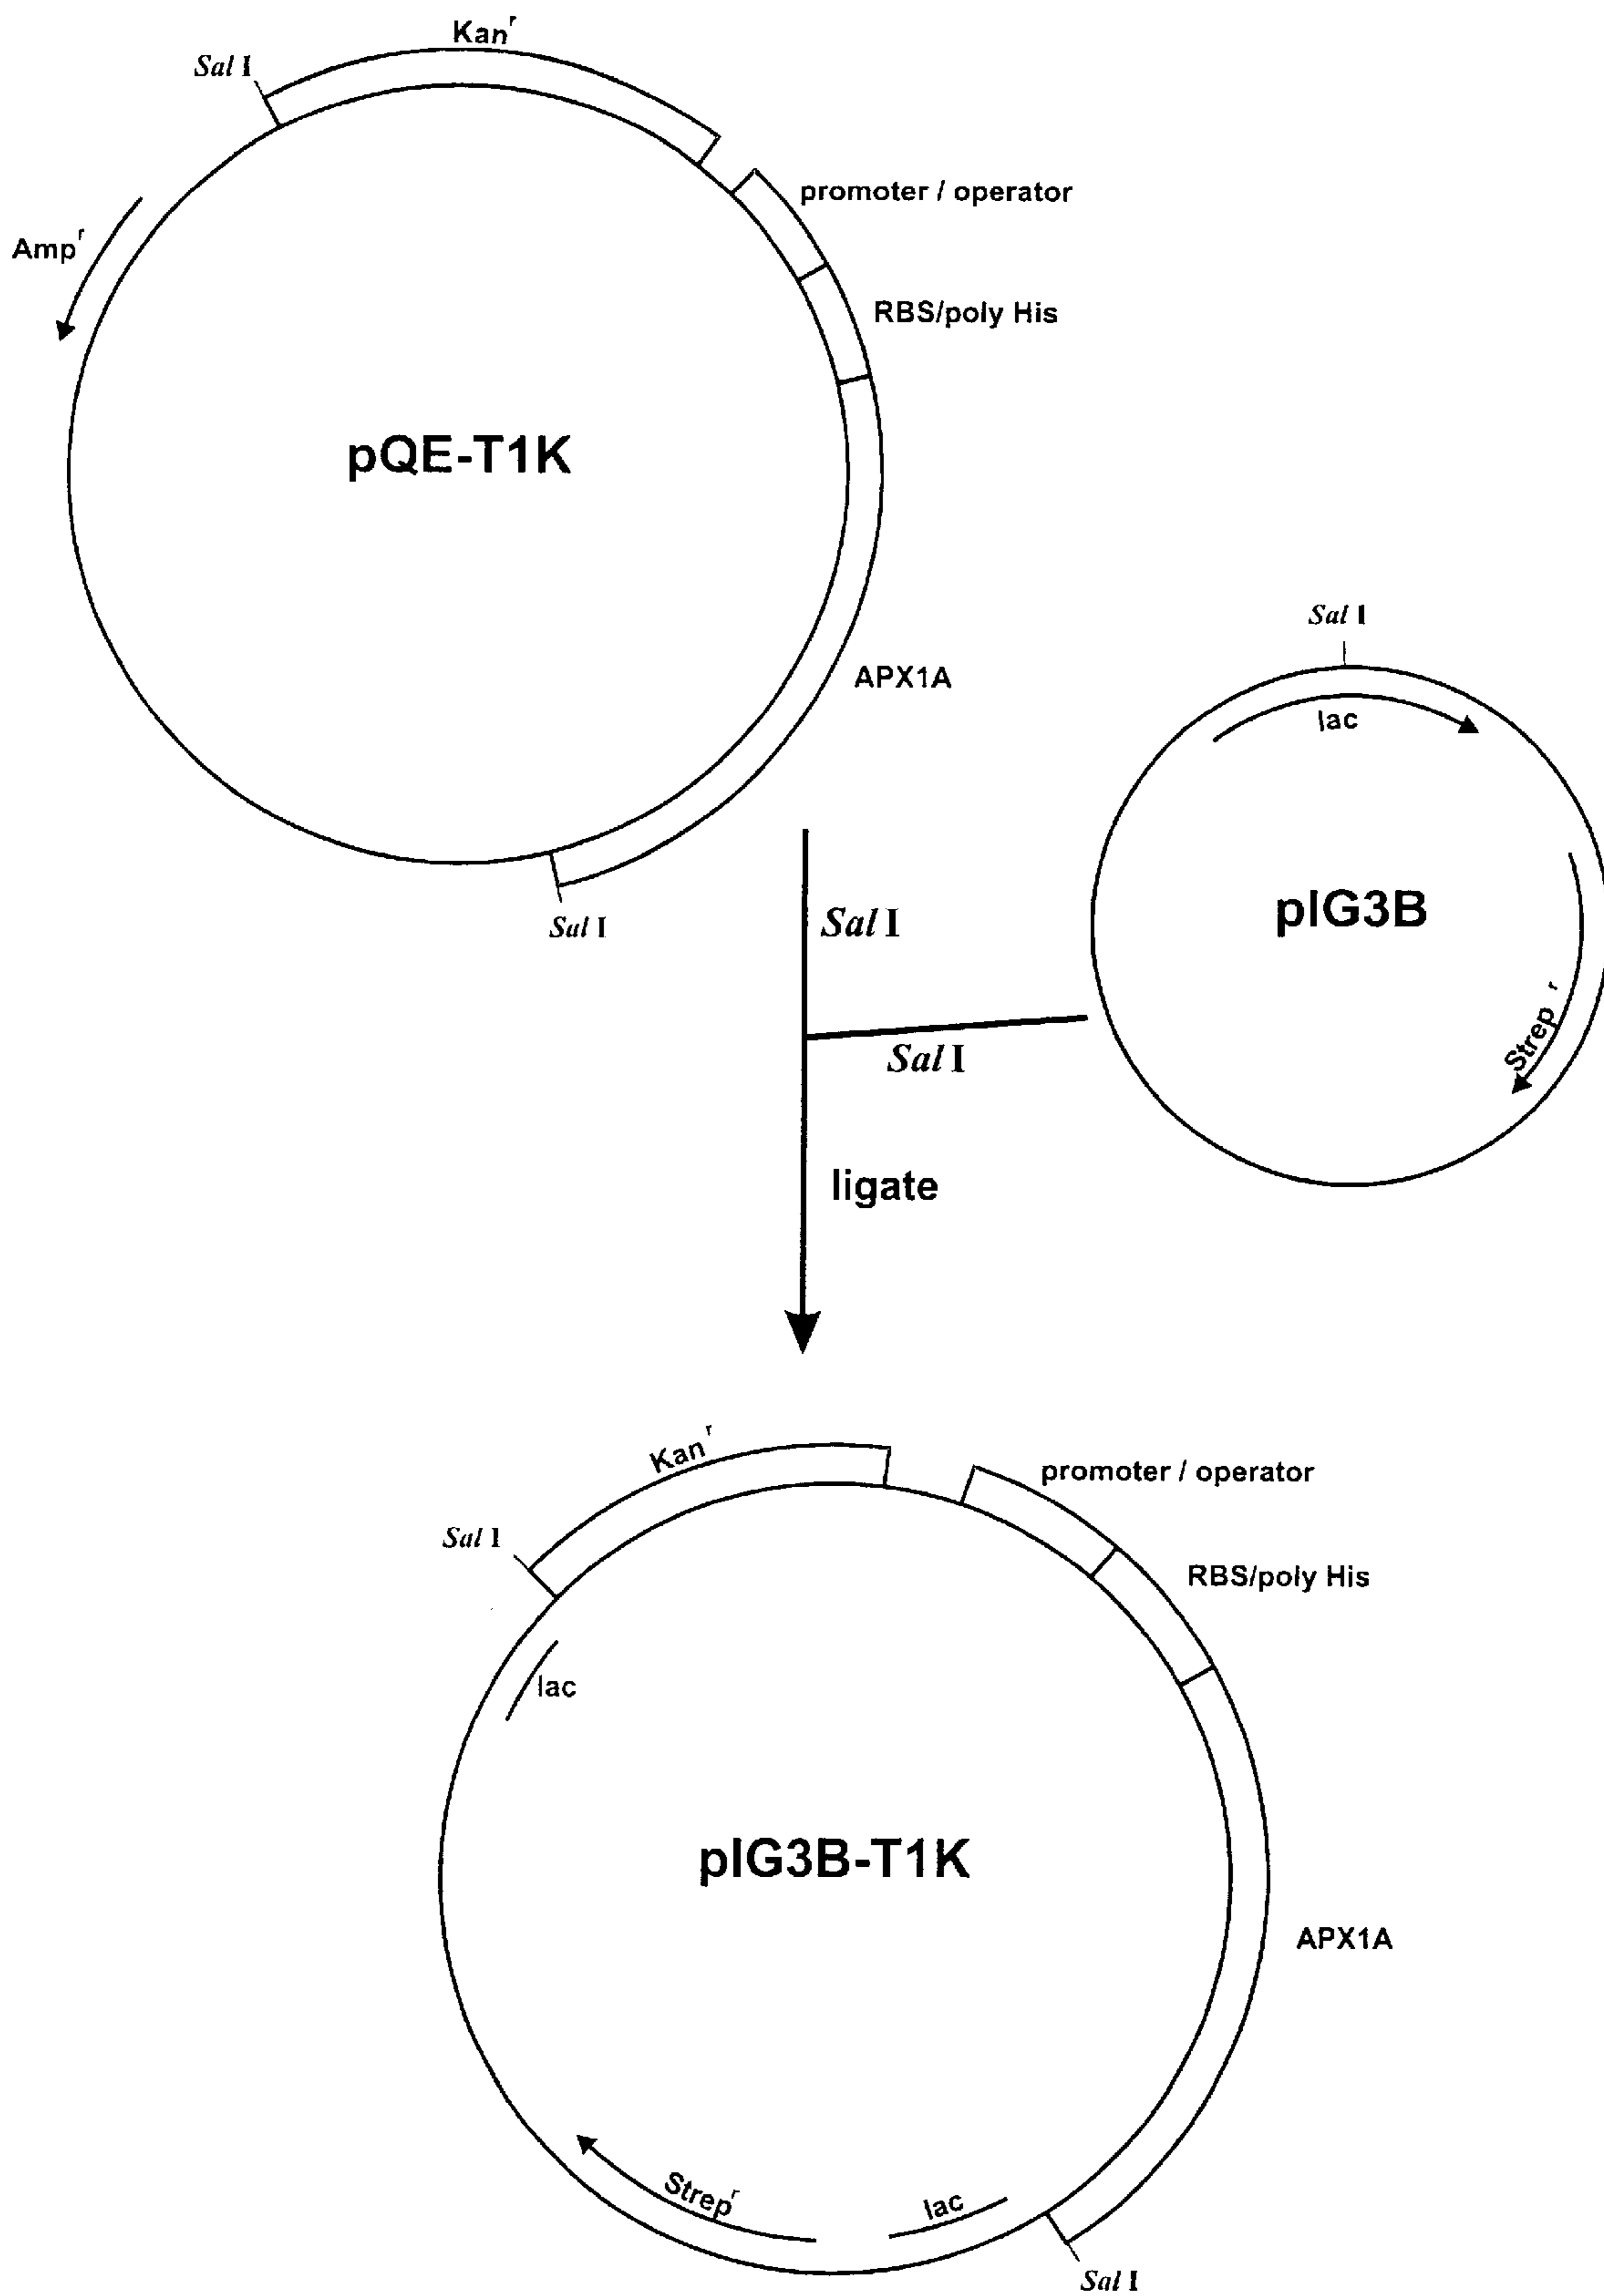 Kanʳ
Sal I
promoter / operator
Ampʳ
RBS/poly His
pQE-T1K
Sal I
APX1A
lac
Sal I
Sal I
pIG3B
Strepʳ
Sal I
ligate
Kanʳ
promoter / operator
Sal I
RBS/poly His
lac
pIG3B-T1K
APX1A
Strepʳ
lac
Sal I